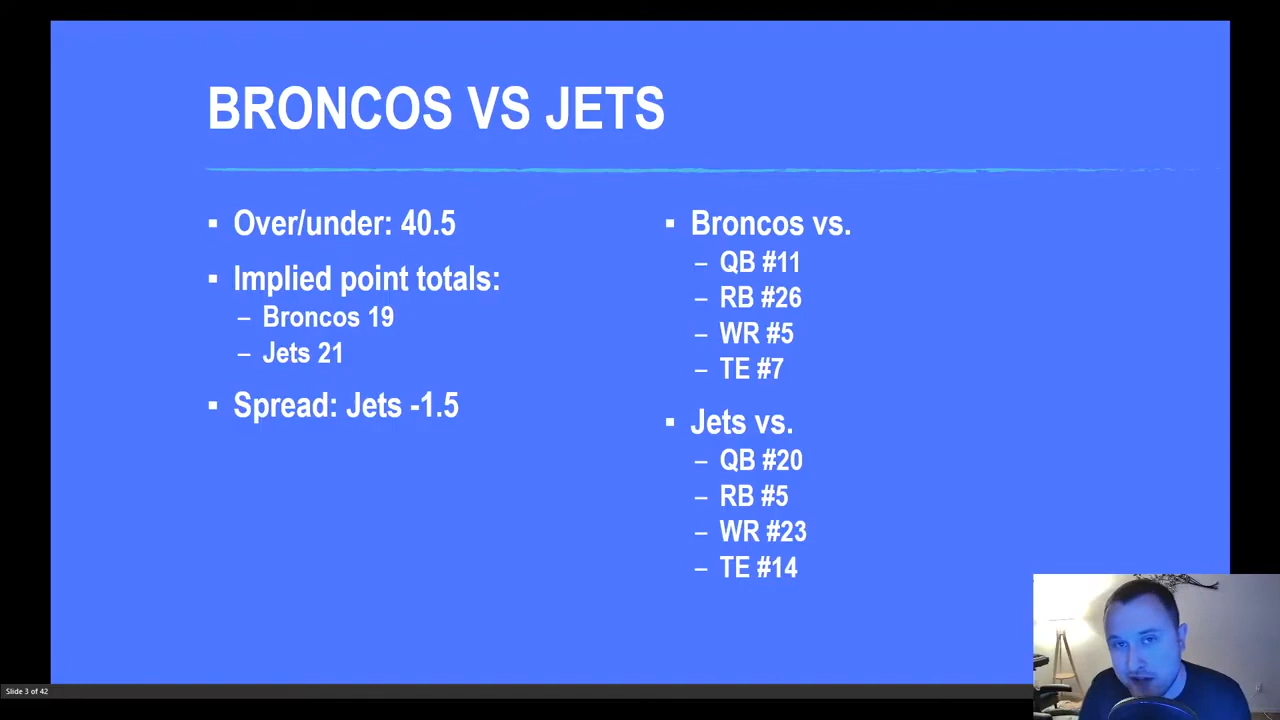 BRONCOS VS JETS
▪ Over/under: 40.5
▪ Implied point totals:
– Broncos 19
– Jets 21
▪ Spread: Jets -1.5
▪ Broncos vs.
– QB #11
– RB #26
– WR #5
– TE #7
▪ Jets vs.
– QB #20
– RB #5
– WR #23
– TE #14
Slide 3 of 42